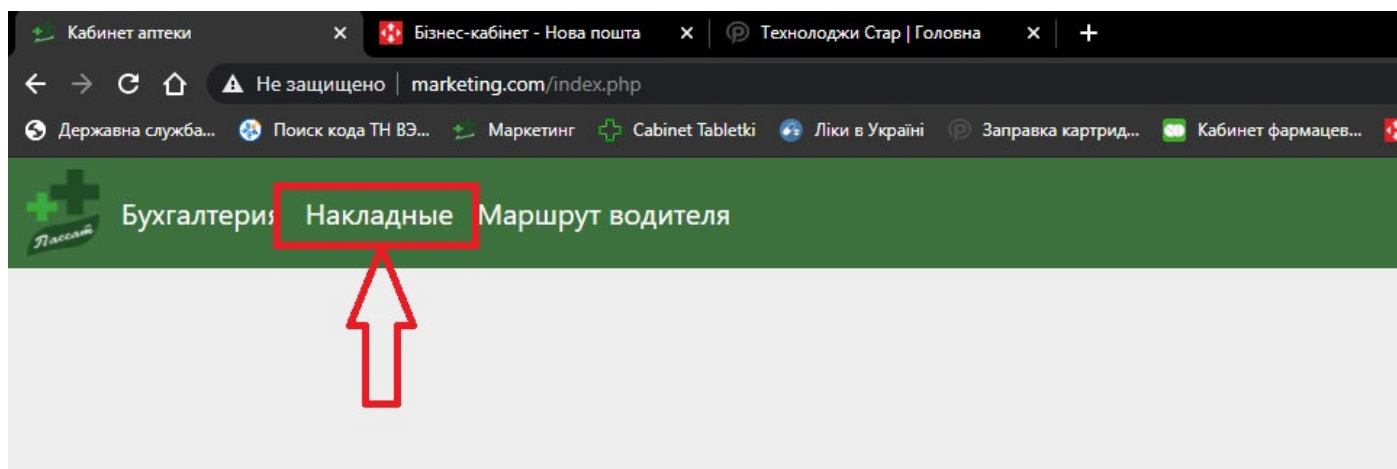 Кабинет аптеки Бізнес-кабінет - Нова пошта Технолоджи Стар | Головна
Не защищено | marketing.com/index.php
Державна служба... Поиск кода ТН ВЭ... Маркетинг Cabinet Tabletki Ліки в Україні Заправка картрид... Кабинет фармацев...
Пассат Бухгалтерия Накладные Маршрут водителя